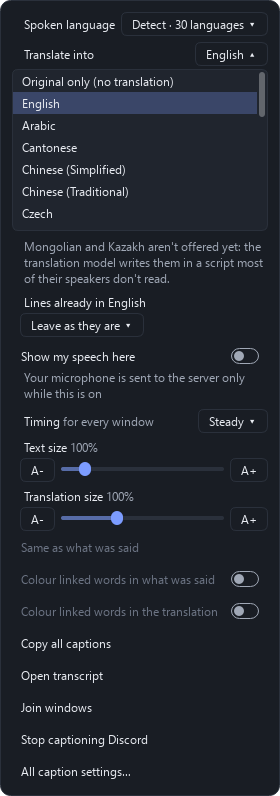 Spoken language Detect · 30 languages ▾
Translate into English ▴
Original only (no translation)
English
Arabic
Cantonese
Chinese (Simplified)
Chinese (Traditional)
Czech
Mongolian and Kazakh aren't offered yet: the
translation model writes them in a script most
of their speakers don't read.
Lines already in English
Leave as they are ▾
Show my speech here
Your microphone is sent to the server only
while this is on
Timing for every window Steady ▾
Text size 100%
A- A+
Translation size 100%
A- A+
Same as what was said
Colour linked words in what was said
Colour linked words in the translation
Copy all captions
Open transcript
Join windows
Stop captioning Discord
All caption settings...